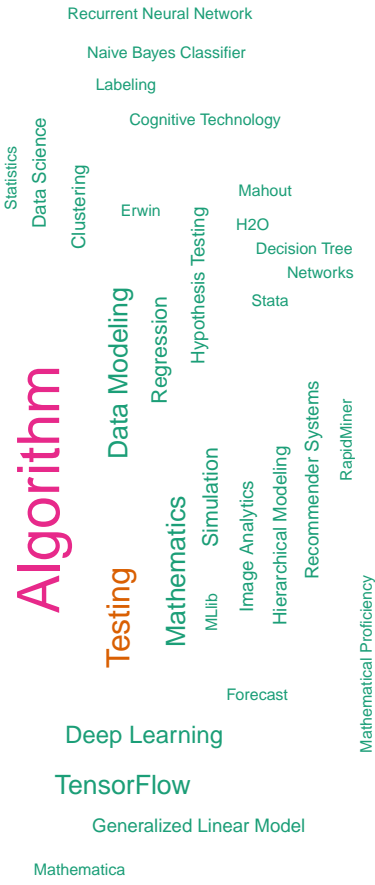 Recurrent Neural Network
Naive Bayes Classifier
Labeling
Cognitive Technology
Statistics
Data Science
Clustering
Erwin
Hypothesis Testing
Mahout
H2O
Decision Tree
Networks
Stata
Data Modeling
Regression
Algorithm
Testing
Mathematics
Simulation
MLlib
Image Analytics
Hierarchical Modeling
Recommender Systems
RapidMiner
Mathematical Proficiency
Forecast
Deep Learning
TensorFlow
Generalized Linear Model
Mathematica